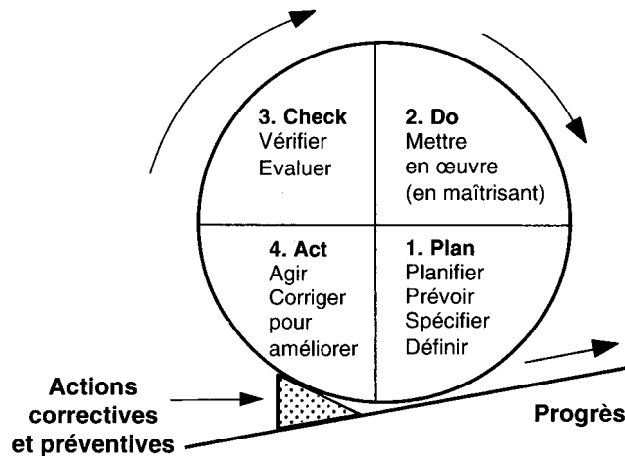 3. Check
Vérifier
Evaluer
2. Do
Mettre
en œuvre
(en maîtrisant)
4. Act
Agir
Corriger
pour
améliorer
1. Plan
Planifier
Prévoir
Spécifier
Définir
Actions
correctives
et préventives
Progrès